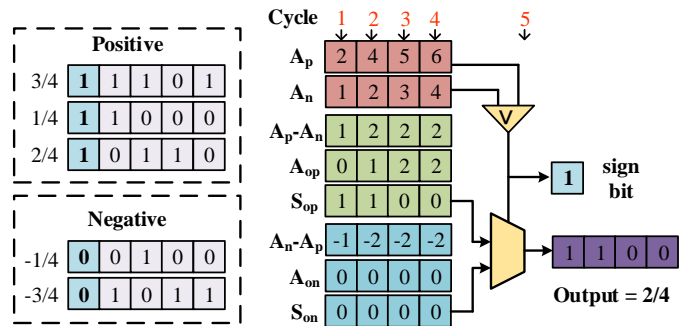 Positive
3/4 1 1 1 0 1
1/4 1 1 0 0 0
2/4 1 0 1 1 0
Negative
-1/4 0 0 1 0 0
-3/4 0 1 0 1 1
Cycle 1 2 3 4 5
Ap 2 4 5 6
An 1 2 3 4
V
Ap-An 1 2 2 2
Aop 0 1 2 2
Sop 1 1 0 0
1 sign
bit
An-Ap -1 -2 -2 -2
Aon 0 0 0 0
Son 0 0 0 0
1 1 0 0
Output = 2/4